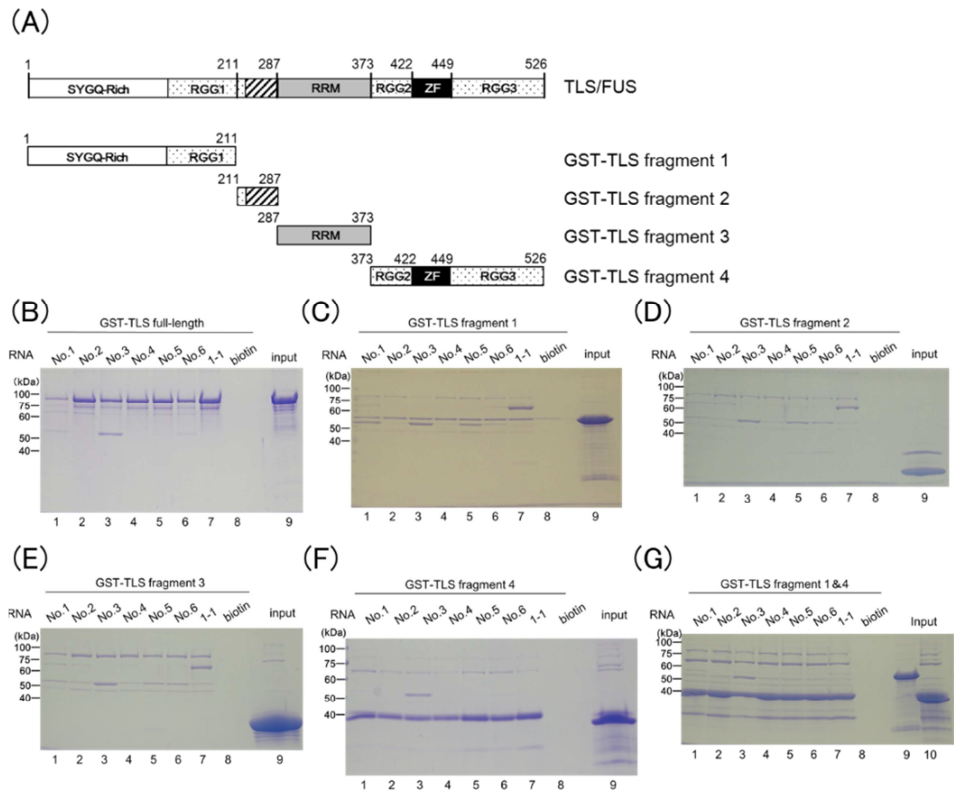 (A)
1 211 287 373 422 449 526
SYGQ-Rich RGG1 RRM RGG2 ZF RGG3 TLS/FUS
1 211
SYGQ-Rich RGG1 GST-TLS fragment 1
211 287
GST-TLS fragment 2
287 373
RRM GST-TLS fragment 3
373 422 449 526
RGG2 ZF RGG3 GST-TLS fragment 4
(B)
GST-TLS full-length
RNA No.1 No.2 No.3 No.4 No.5 No.6 1-1 biotin input
(kDa)
100
75
60
50
40
1 2 3 4 5 6 7 8 9
(C)
GST-TLS fragment 1
RNA No.1 No.2 No.3 No.4 No.5 No.6 1-1 biotin input
(kDa)
100
75
60
50
40
1 2 3 4 5 6 7 8 9
(D)
GST-TLS fragment 2
RNA No.1 No.2 No.3 No.4 No.5 No.6 1-1 biotin input
(kDa)
100
75
60
50
40
1 2 3 4 5 6 7 8 9
(E)
GST-TLS fragment 3
RNA No.1 No.2 No.3 No.4 No.5 No.6 1-1 biotin input
(kDa)
100
75
60
50
40
1 2 3 4 5 6 7 8 9
(F)
GST-TLS fragment 4
RNA No.1 No.2 No.3 No.4 No.5 No.6 1-1 biotin input
(kDa)
100
75
60
50
40
1 2 3 4 5 6 7 8 9
(G)
GST-TLS fragment 1&4
RNA No.1 No.2 No.3 No.4 No.5 No.6 1-1 biotin Input
(kDa)
100
75
60
50
40
1 2 3 4 5 6 7 8 9 10